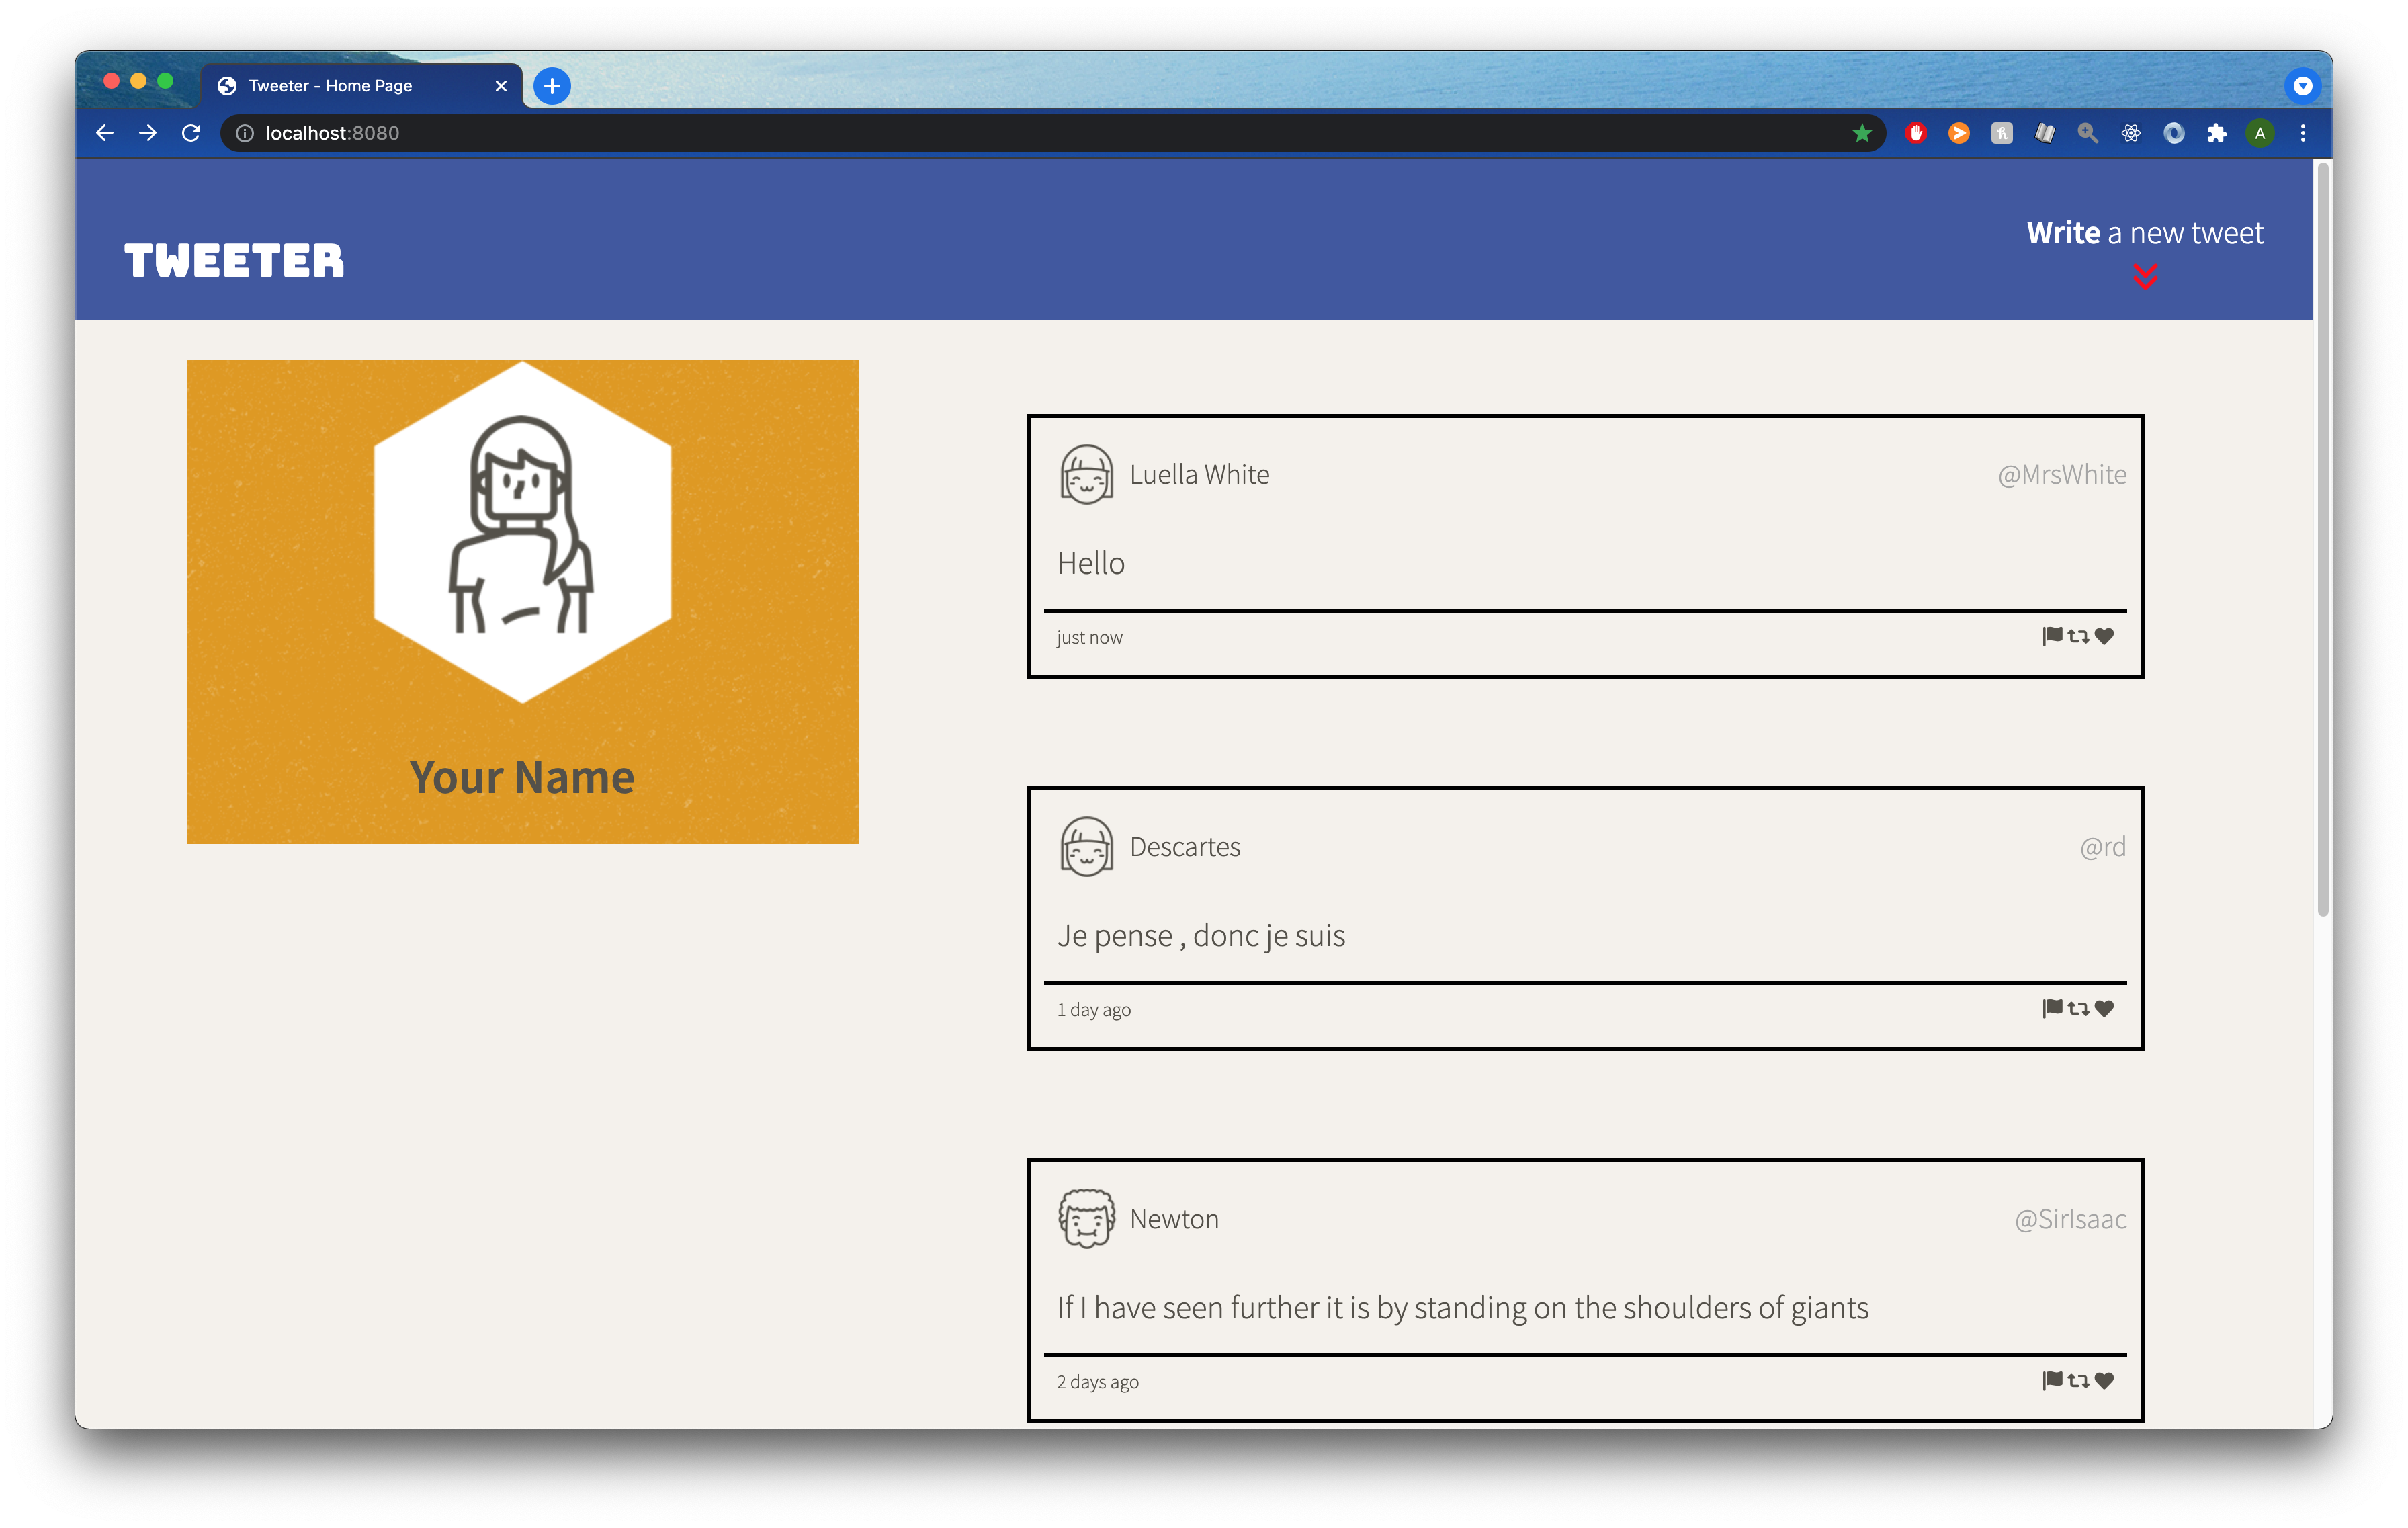 Tweeter - Home Page
localhost:8080
A
TWEETER
Write a new tweet
Your Name
Luella White @MrsWhite
Hello
just now
Descartes @rd
Je pense , donc je suis
1 day ago
Newton @SirIsaac
If I have seen further it is by standing on the shoulders of giants
2 days ago